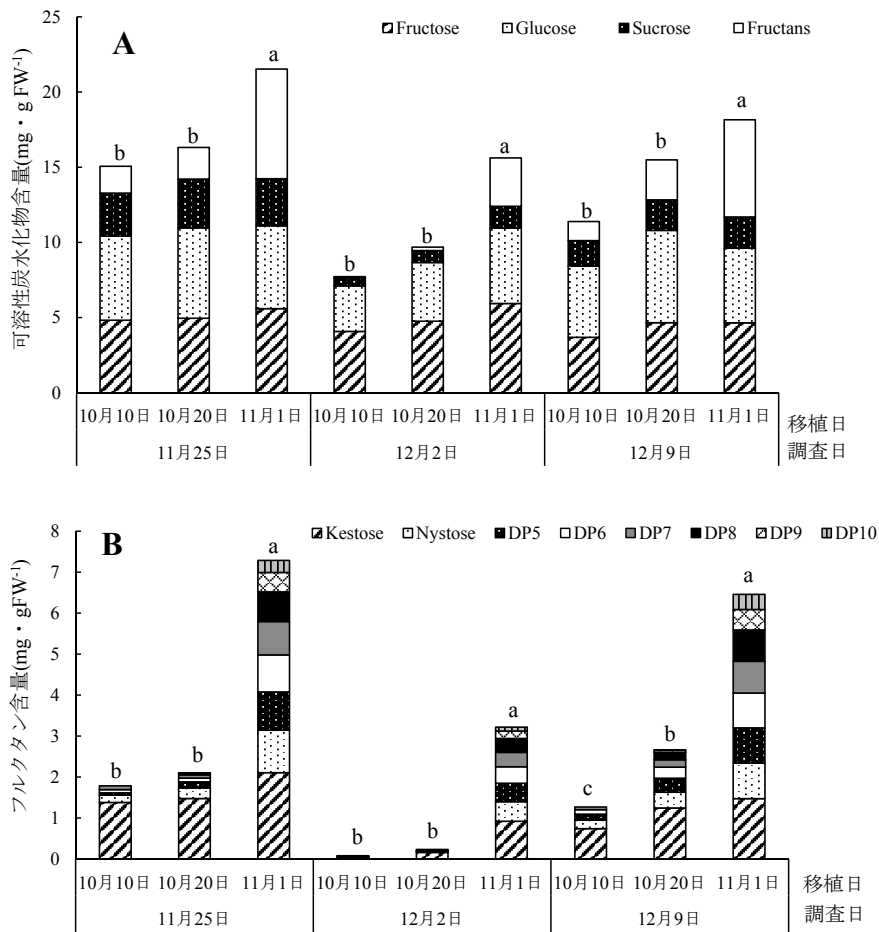 25
20
15
10
5
0
可溶性炭水化物含量(mg・g FW-1)
A
Fructose Glucose Sucrose Fructans
b b a b b a b b a
10月10日 10月20日 11月1日 10月10日 10月20日 11月1日 10月10日 10月20日 11月1日 移植日
11月25日 12月2日 12月9日 調査日
8
7
6
5
4
3
2
1
0
フルクタン含量(mg・gFW-1)
B
Kestose Nystose DP5 DP6 DP7 DP8 DP9 DP10
b b a b b a c b a
10月10日 10月20日 11月1日 10月10日 10月20日 11月1日 10月10日 10月20日 11月1日 移植日
11月25日 12月2日 12月9日 調査日